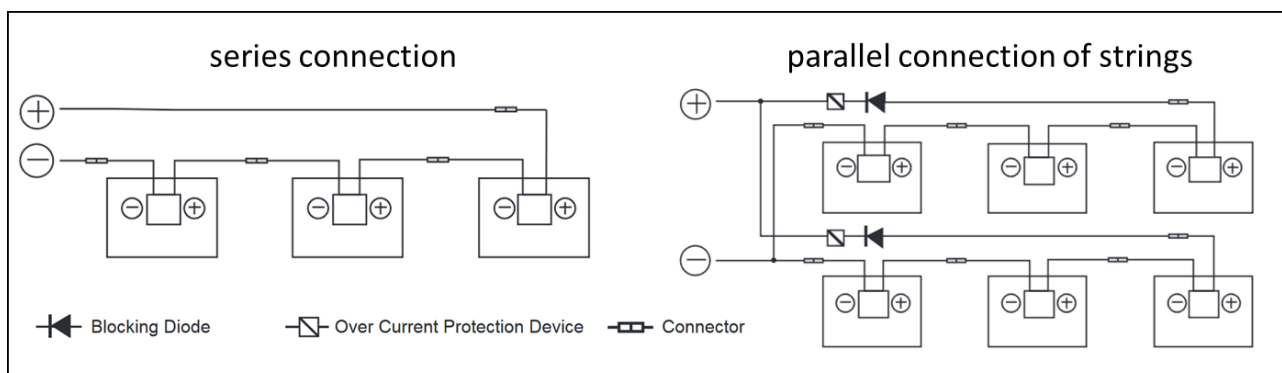 series connection
parallel connection of strings
+
−
− + − + − +
+
− + − + − +
−
− + − + − +
Blocking Diode
Over Current Protection Device
Connector